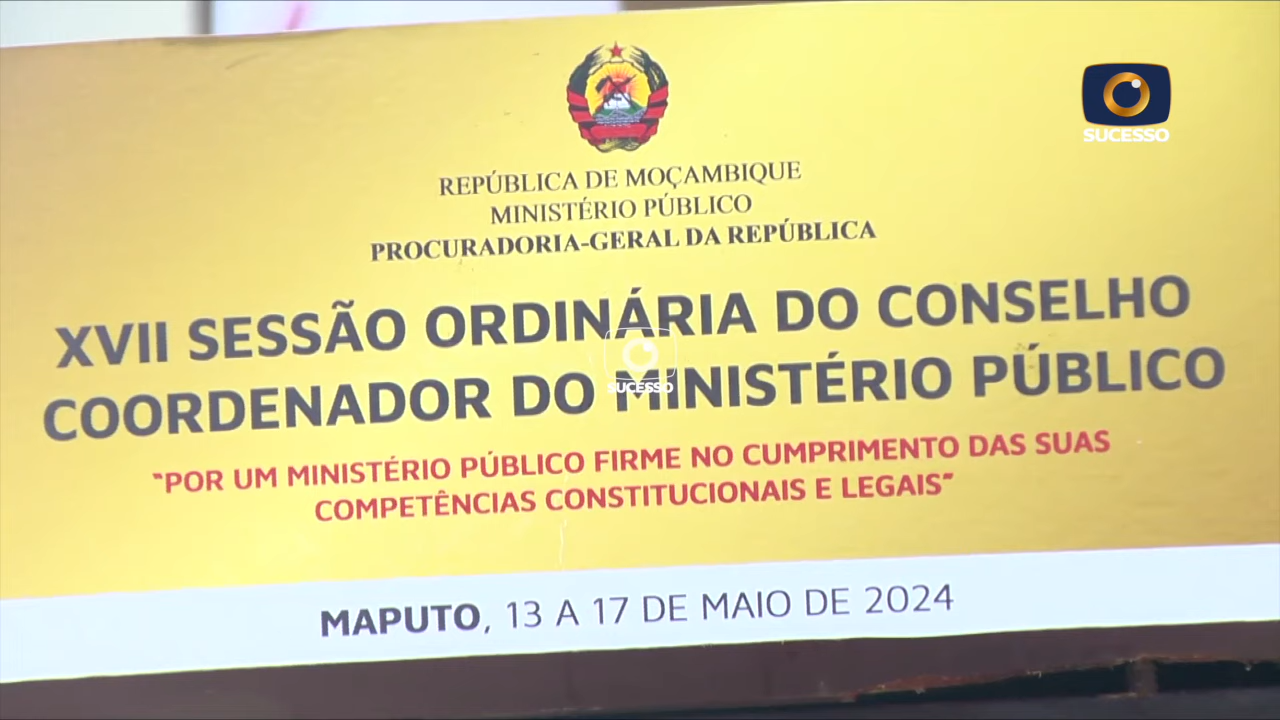 SUCESSO
REPÚBLICA DE MOÇAMBIQUE
MINISTÉRIO PÚBLICO
PROCURADORIA-GERAL DA REPÚBLICA
XVII SESSÃO ORDINÁRIA DO CONSELHO
COORDENADOR DO MINISTÉRIO PÚBLICO
SUCESSO
"POR UM MINISTÉRIO PÚBLICO FIRME NO CUMPRIMENTO DAS SUAS
COMPETÊNCIAS CONSTITUCIONAIS E LEGAIS"
MAPUTO, 13 A 17 DE MAIO DE 2024